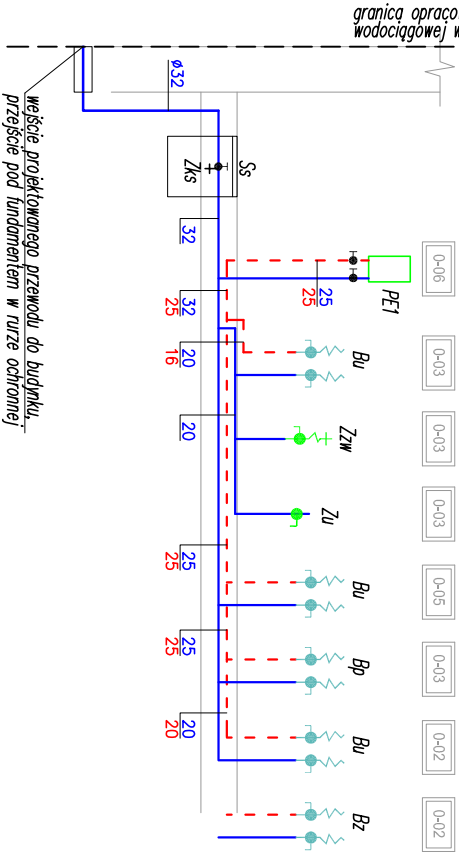 granica opraco
wodociągowej w
ø32
Ss
Zks
32
0-06
PE1
25
25
32
25
Bu
0-03
20
16
Zzw
0-03
20
Zu
0-03
Bu
0-05
25
25
Bp
0-03
25
25
Bu
0-02
20
20
Bz
0-02
wejście projektowanego przewodu do budynku,
przejście pod fundamentem w rurze ochronnej